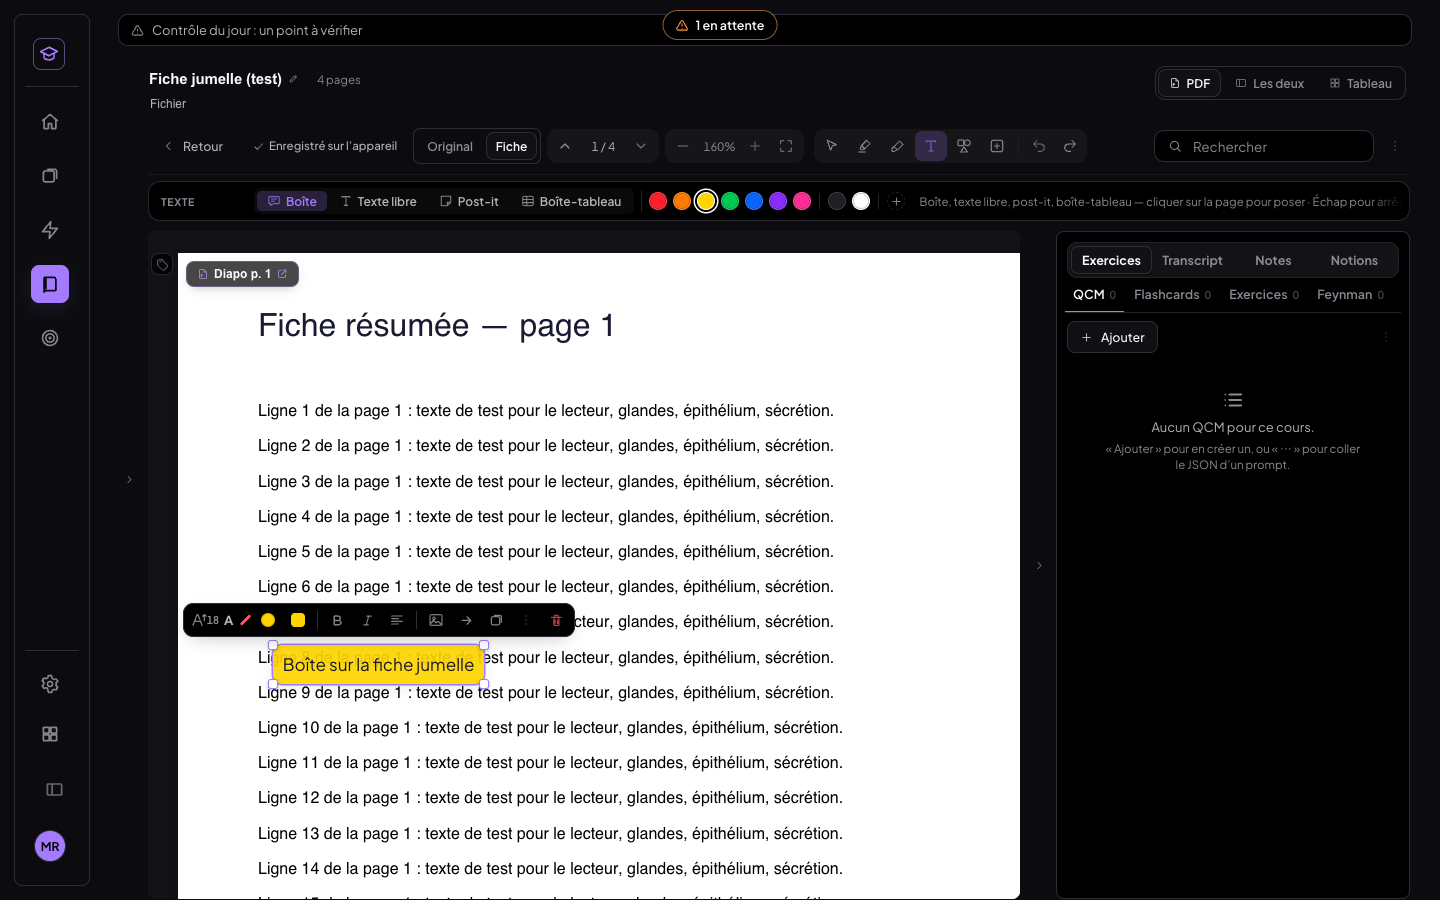 Contrôle du jour : un point à vérifier
1 en attente
Fiche jumelle (test)
4 pages
Fichier
PDF
Les deux
Tableau
Retour
Enregistré sur l'appareil
Original
Fiche
1 / 4
160%
Rechercher
TEXTE
Boîte
Texte libre
Post-it
Boîte-tableau
Boîte, texte libre, post-it, boîte-tableau — cliquer sur la page pour poser · Échap pour
Diapo p. 1
Fiche résumée — page 1
Ligne 1 de la page 1 : texte de test pour le lecteur, glandes, épithélium, sécrétion.
Ligne 2 de la page 1 : texte de test pour le lecteur, glandes, épithélium, sécrétion.
Ligne 3 de la page 1 : texte de test pour le lecteur, glandes, épithélium, sécrétion.
Ligne 4 de la page 1 : texte de test pour le lecteur, glandes, épithélium, sécrétion.
Ligne 5 de la page 1 : texte de test pour le lecteur, glandes, épithélium, sécrétion.
Ligne 6 de la page 1 : texte de test pour le lecteur, glandes, épithélium, sécrétion.
A 18 A B I
cteur, glandes, épithélium, sécrétion.
Boîte sur la fiche jumelle
est pour le lecteur, glandes, épithélium, sécrétion.
Ligne 9 de la page 1 : texte de test pour le lecteur, glandes, épithélium, sécrétion.
Ligne 10 de la page 1 : texte de test pour le lecteur, glandes, épithélium, sécrétion.
Ligne 11 de la page 1 : texte de test pour le lecteur, glandes, épithélium, sécrétion.
Ligne 12 de la page 1 : texte de test pour le lecteur, glandes, épithélium, sécrétion.
Ligne 13 de la page 1 : texte de test pour le lecteur, glandes, épithélium, sécrétion.
Ligne 14 de la page 1 : texte de test pour le lecteur, glandes, épithélium, sécrétion.
Exercices
Transcript
Notes
Notions
QCM 0
Flashcards 0
Exercices 0
Feynman 0
Ajouter
Aucun QCM pour ce cours.
« Ajouter » pour en créer un, ou « ··· » pour coller
le JSON d'un prompt.
MR